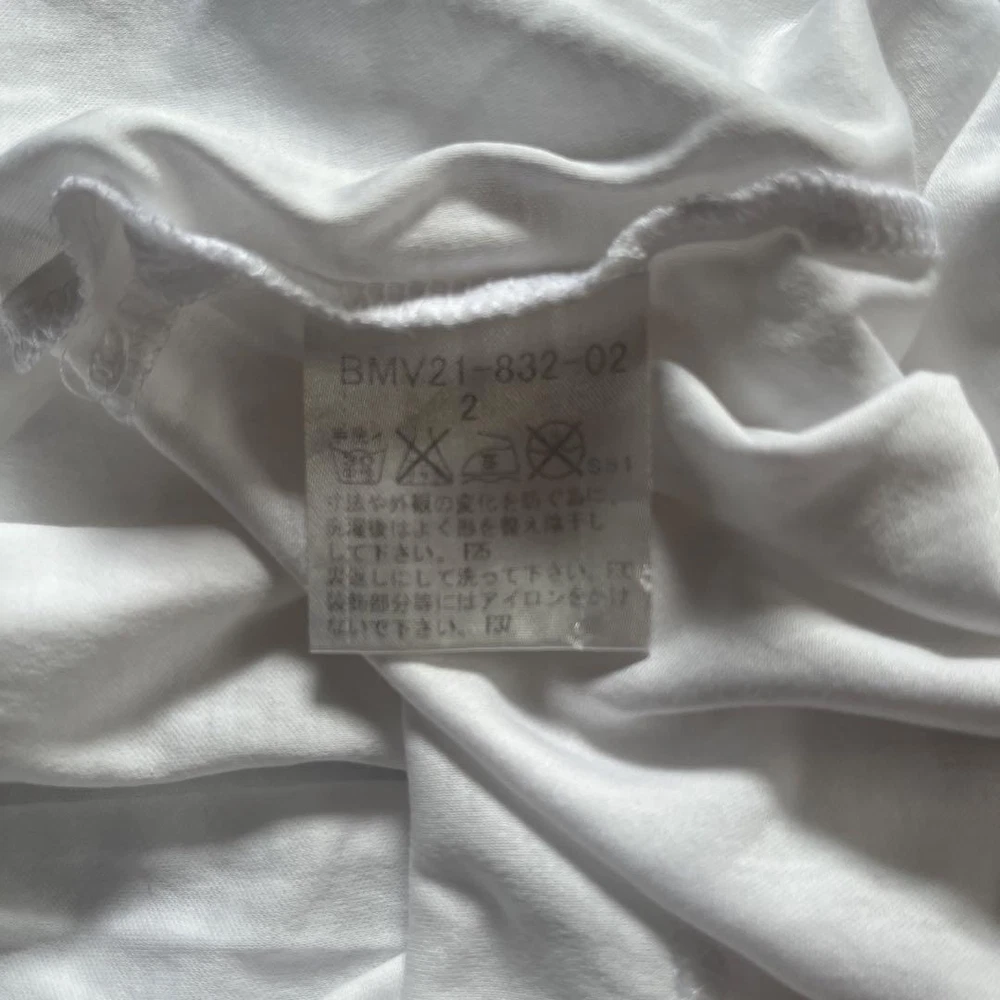 BMV21-832-02
2
寸法や外観の変化を防ぐ為に、
洗濯後はよく形を整え陰干し
して下さい。F25
裏返しにして洗って下さい。
装飾部分等にはアイロンをかけ
ないで下さい。F37